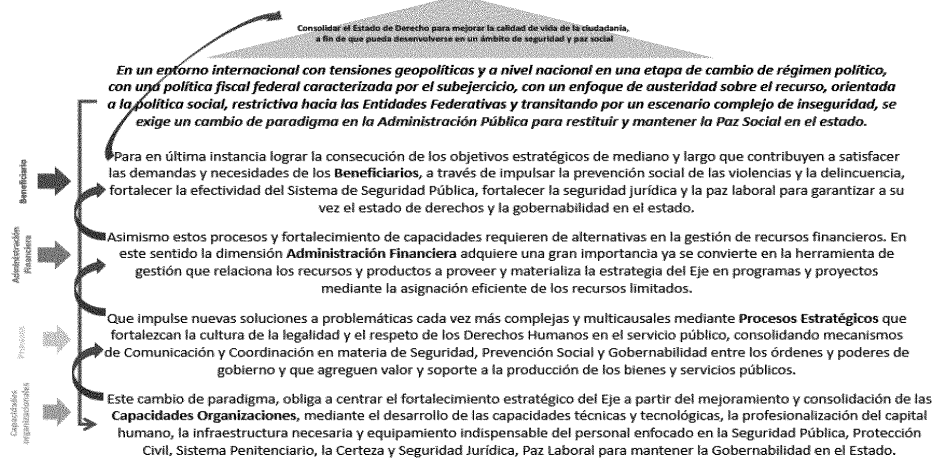 Consolidar el Estado de Derecho para mejorar la calidad de vida de la ciudadanía,
a fin de que pueda desenvolverse en un ámbito de seguridad y paz social
En un entorno internacional con tensiones geopolíticas y a nivel nacional en una etapa de cambio de régimen político,
con una política fiscal federal caracterizada por el subejercicio, con un enfoque de austeridad sobre el recurso, orientada
a la política social, restrictiva hacia las Entidades Federativas y transitando por un escenario complejo de inseguridad, se
exige un cambio de paradigma en la Administración Pública para restituir y mantener la Paz Social en el estado.
Beneficiario
Para en última instancia lograr la consecución de los objetivos estratégicos de mediano y largo que contribuyen a satisfacer
las demandas y necesidades de los Beneficiarios, a través de impulsar la prevención social de las violencias y la delincuencia,
fortalecer la efectividad del Sistema de Seguridad Pública, fortalecer la seguridad jurídica y la paz laboral para garantizar a su
vez el estado de derechos y la gobernabilidad en el estado.
Administración
Financiera
Asimismo estos procesos y fortalecimiento de capacidades requieren de alternativas en la gestión de recursos financieros. En
este sentido la dimensión Administración Financiera adquiere una gran importancia ya se convierte en la herramienta de
gestión que relaciona los recursos y productos a proveer y materializa la estrategia del Eje en programas y proyectos
mediante la asignación eficiente de los recursos limitados.
Procesos
Que impulse nuevas soluciones a problemáticas cada vez más complejas y multicausales mediante Procesos Estratégicos que
fortalezcan la cultura de la legalidad y el respeto de los Derechos Humanos en el servicio público, consolidando mecanismos
de Comunicación y Coordinación en materia de Seguridad, Prevención Social y Gobernabilidad entre los órdenes y poderes de
gobierno y que agreguen valor y soporte a la producción de los bienes y servicios públicos.
Capacidades
organizacionales
Este cambio de paradigma, obliga a centrar el fortalecimiento estratégico del Eje a partir del mejoramiento y consolidación de las
Capacidades Organizaciones, mediante el desarrollo de las capacidades técnicas y tecnológicas, la profesionalización del capital
humano, la infraestructura necesaria y equipamiento indispensable del personal enfocado en la Seguridad Pública, Protección
Civil, Sistema Penitenciario, la Certeza y Seguridad Jurídica, Paz Laboral para mantener la Gobernabilidad en el Estado.